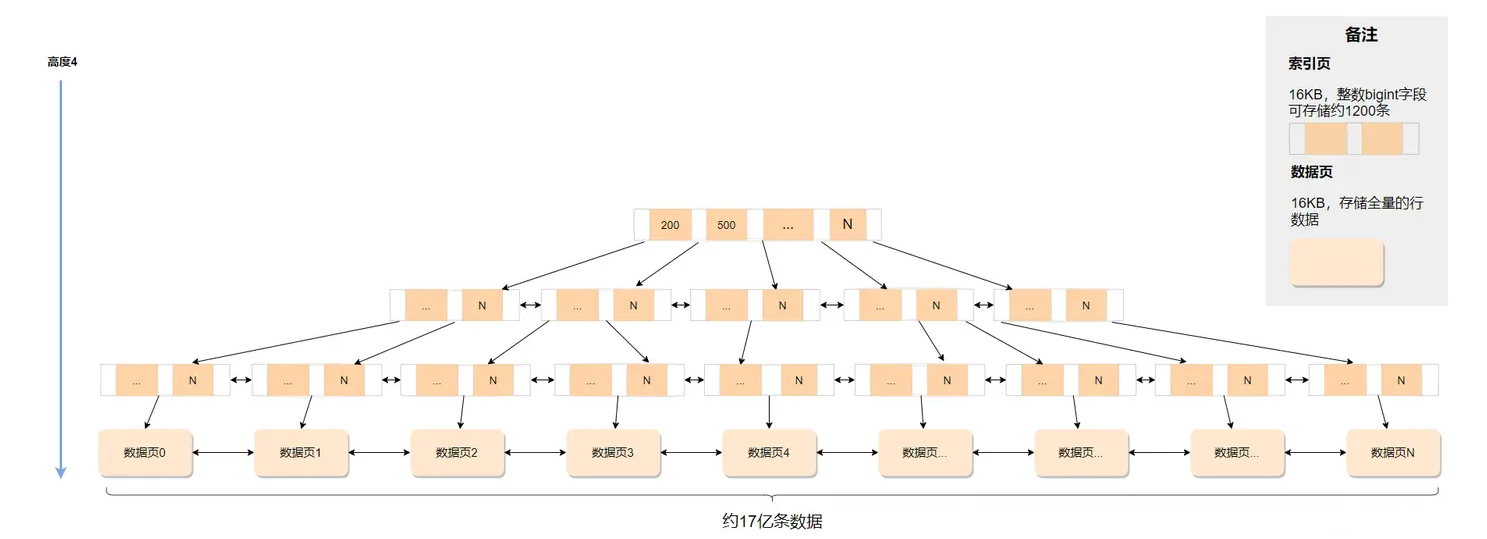 备注
高度4
索引页
16KB，整数bigint字段
可存储约1200条
数据页
16KB，存储全量的行
数据
200 500 ... N
... N ... N ... N ... N ... N
... N ... N ... N ... N ... N ... N ... N ... N ... N
数据页0 数据页1 数据页2 数据页3 数据页4 数据页... 数据页... 数据页... 数据页N
约17亿条数据